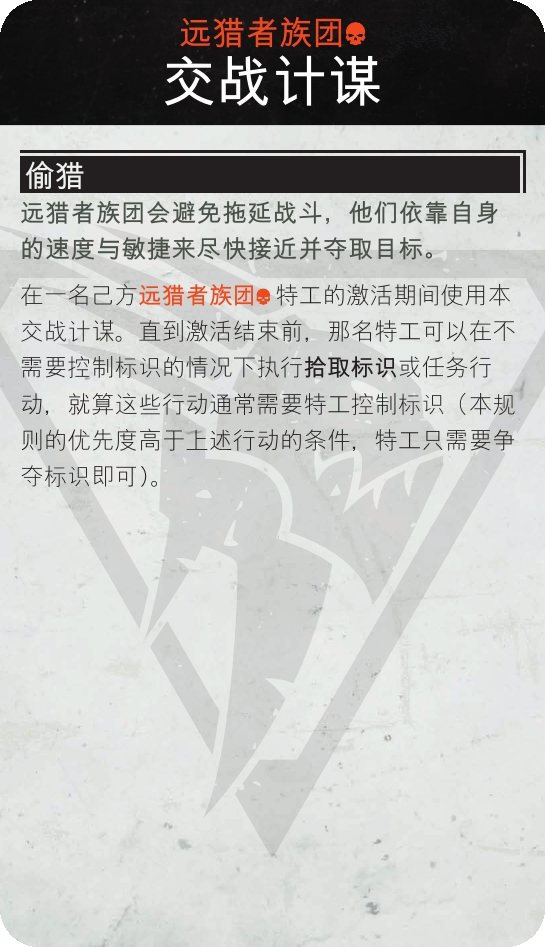 远猎者族团
交战计谋
偷猎
远猎者族团会避免拖延战斗，他们依靠自身
的速度与敏捷来尽快接近并夺取目标。
在一名己方远猎者族团特工的激活期间使用本
交战计谋。直到激活结束前，那名特工可以在不
需要控制标识的情况下执行拾取标识或任务行
动，就算这些行动通常需要特工控制标识（本规
则的优先度高于上述行动的条件，特工只需要争
夺标识即可）。